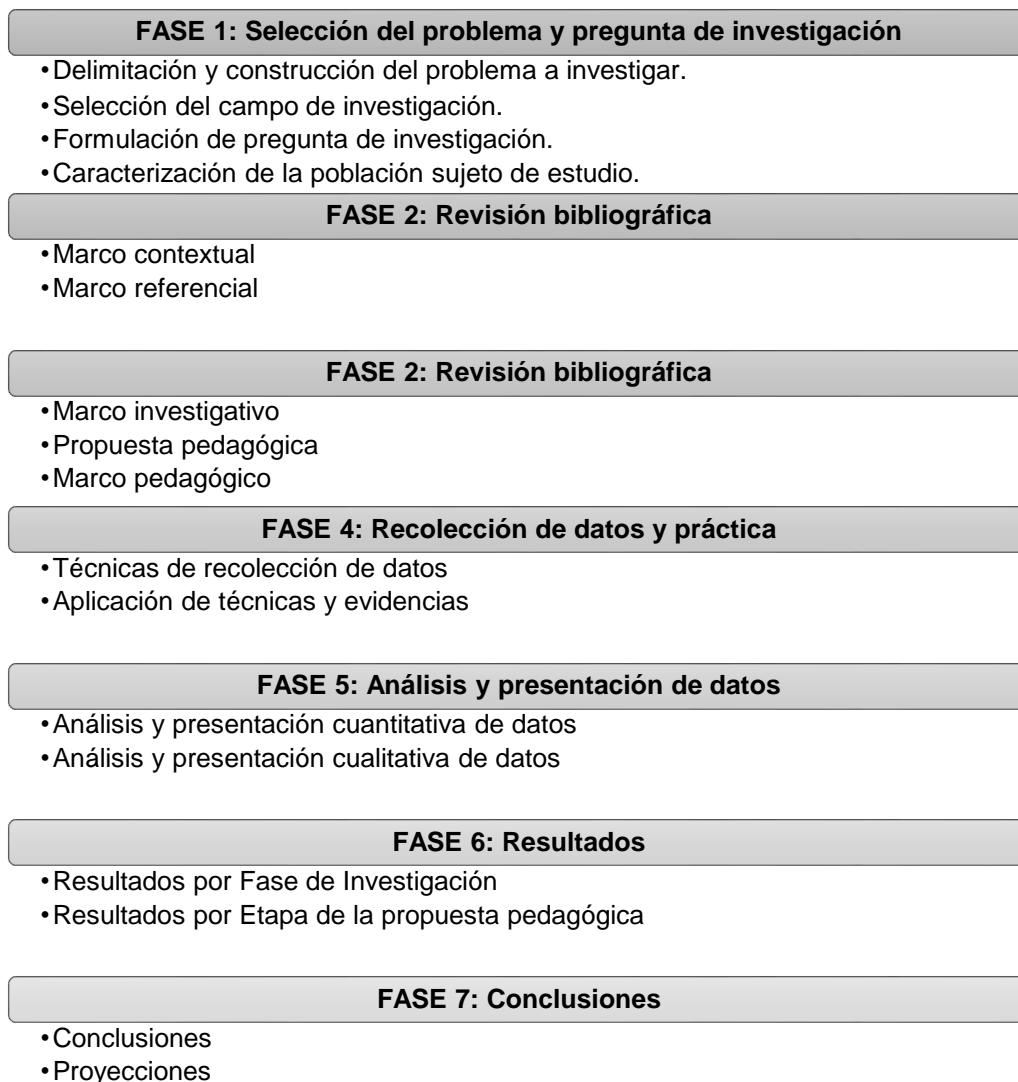 FASE 1: Selección del problema y pregunta de investigación
•Delimitación y construcción del problema a investigar.
•Selección del campo de investigación.
•Formulación de pregunta de investigación.
•Caracterización de la población sujeto de estudio.
FASE 2: Revisión bibliográfica
•Marco contextual
•Marco referencial
FASE 2: Revisión bibliográfica
•Marco investigativo
•Propuesta pedagógica
•Marco pedagógico
FASE 4: Recolección de datos y práctica
•Técnicas de recolección de datos
•Aplicación de técnicas y evidencias
FASE 5: Análisis y presentación de datos
•Análisis y presentación cuantitativa de datos
•Análisis y presentación cualitativa de datos
FASE 6: Resultados
•Resultados por Fase de Investigación
•Resultados por Etapa de la propuesta pedagógica
FASE 7: Conclusiones
•Conclusiones
•Proyecciones